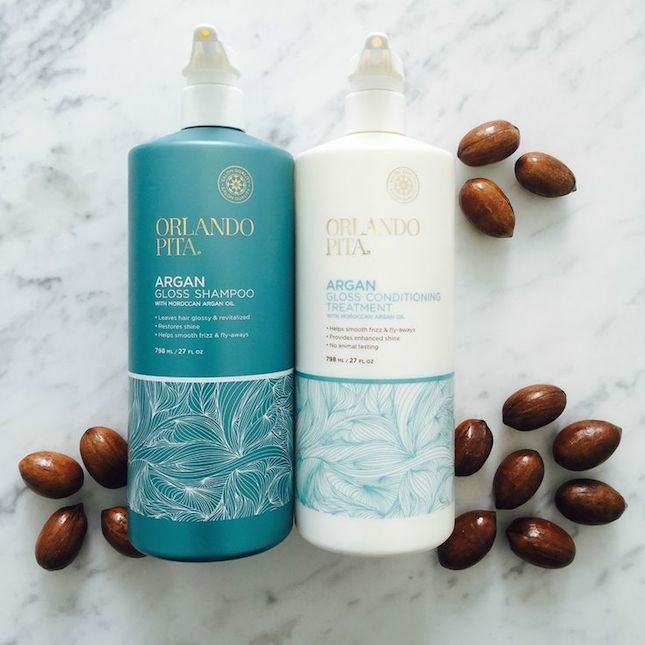 SALON QUALITY
ORLANDO
PITA®
ARGAN
GLOSS SHAMPOO
WITH MOROCCAN ARGAN OIL
• Leaves hair glossy & revitalized
• Restores shine
• Helps smooth frizz & fly-aways
798 ML / 27 FL OZ
ORLANDO
PITA®
ARGAN
GLOSS CONDITIONING
TREATMENT
WITH MOROCCAN ARGAN OIL
• Helps smooth frizz & fly-aways
• Provides enhanced shine
• No animal testing
798 ML / 27 FL OZ